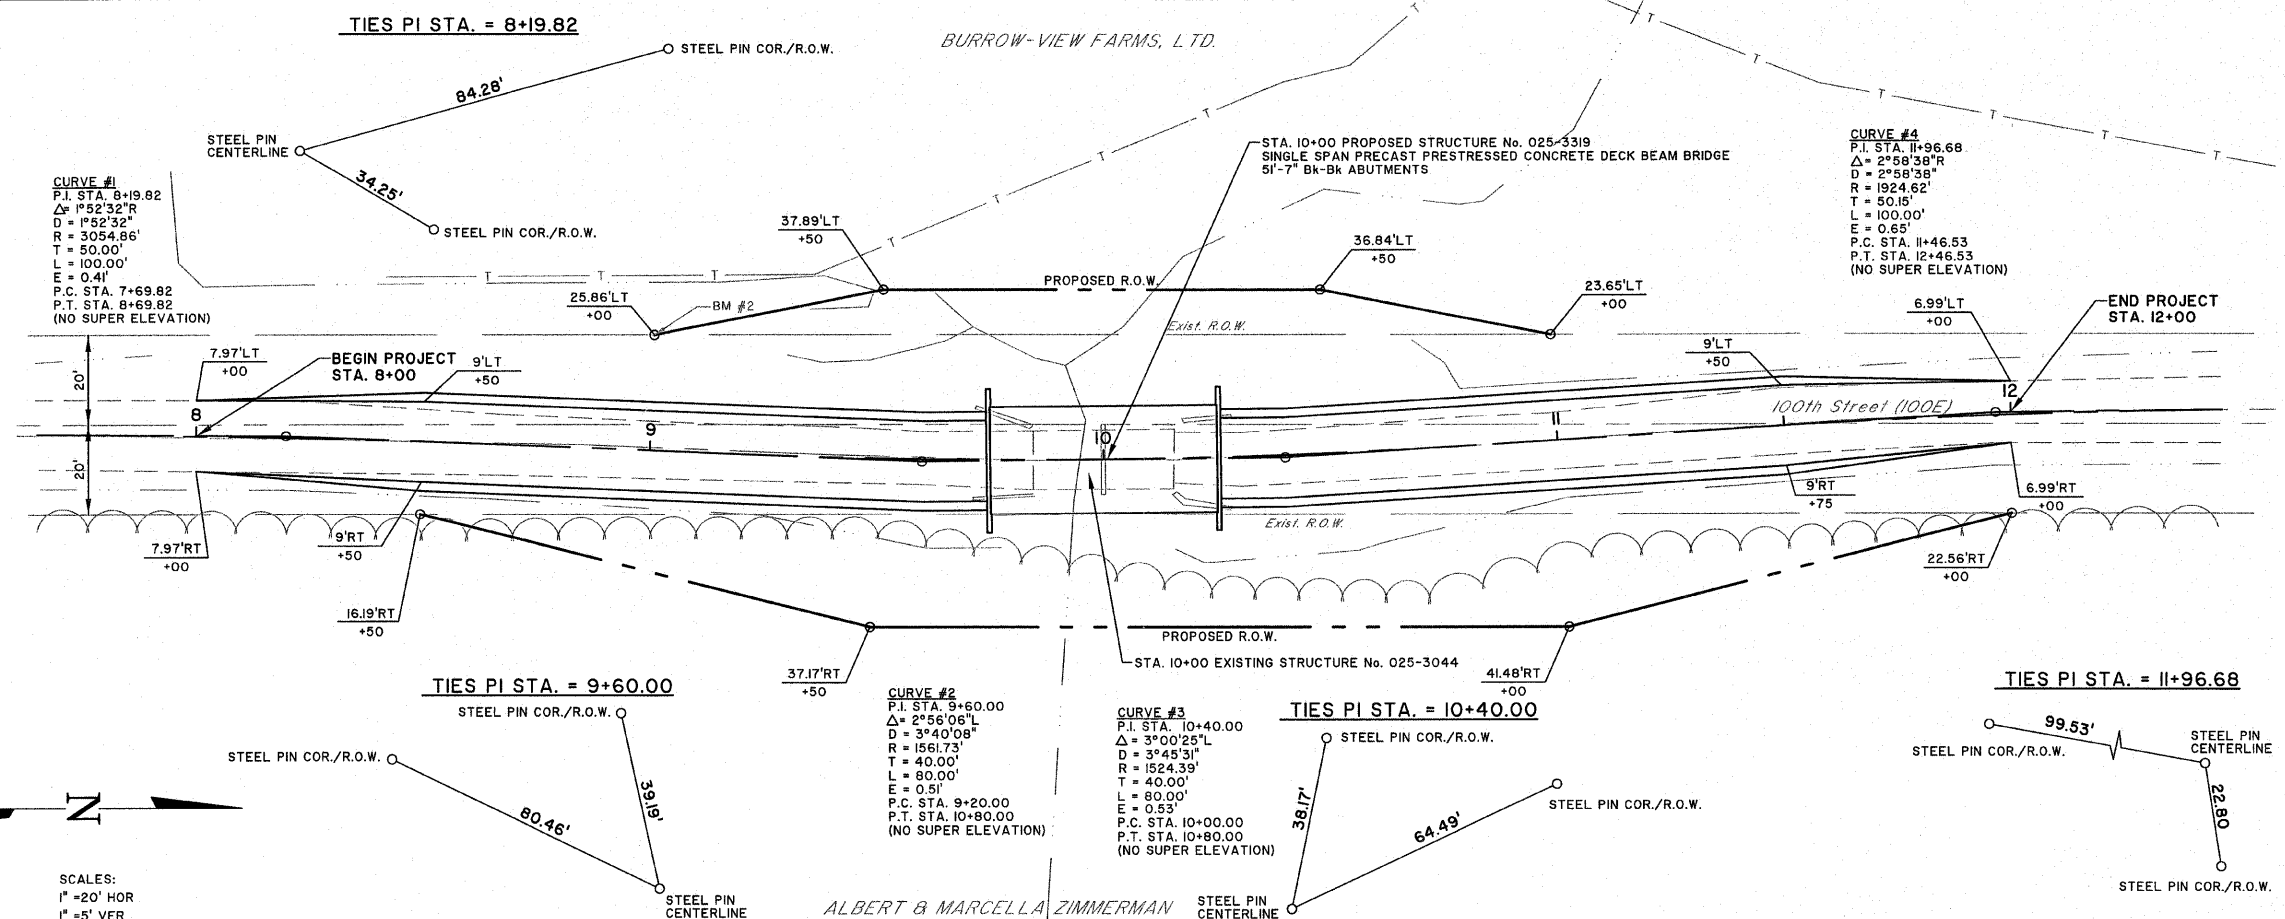 TIES PI STA. = 8+19.82
STEEL PIN COR./R.O.W.
84.28'
STEEL PIN
CENTERLINE
34.25'
STEEL PIN COR./R.O.W.
BURROW-VIEW FARMS, LTD.
CURVE #1
P.I. STA. 8+19.82
Δ= 1°52'32"R
D = 1°52'32"
R = 3054.86'
T = 50.00'
L = 100.00'
E = 0.41'
P.C. STA. 7+69.82
P.T. STA. 8+69.82
(NO SUPER ELEVATION)
STA. 10+00 PROPOSED STRUCTURE No. 025-3319
SINGLE SPAN PRECAST PRESTRESSED CONCRETE DECK BEAM BRIDGE
51'-7" Bk-Bk ABUTMENTS
CURVE #4
P.I. STA. 11+96.68
Δ= 2°58'38"R
D = 2°58'38"
R = 1924.62'
T = 50.15'
L = 100.00'
E = 0.65'
P.C. STA. 11+46.53
P.T. STA. 12+46.53
(NO SUPER ELEVATION)
T
T
T
T
T
T
T
T
T
T
T
T
T
37.89'LT
+50
36.84'LT
+50
25.86'LT
+00
BM #2
PROPOSED R.O.W.
23.65'LT
+00
6.99'LT
+00
END PROJECT
STA. 12+00
Exist. R.O.W.
20'
20'
7.97'LT
+00
BEGIN PROJECT
STA. 8+00
9'LT
+50
9'LT
+50
8
9
10
11
12
100th Street (100E)
7.97'RT
+00
9'RT
+50
Exist. R.O.W.
9'RT
+75
6.99'RT
+00
22.56'RT
+00
16.19'RT
+50
37.17'RT
+50
PROPOSED R.O.W.
STA. 10+00 EXISTING STRUCTURE No. 025-3044
41.48'RT
+00
TIES PI STA. = 9+60.00
STEEL PIN COR./R.O.W.
STEEL PIN COR./R.O.W.
39.19'
80.46'
STEEL PIN
CENTERLINE
CURVE #2
P.I. STA. 9+60.00
Δ= 2°56'06"L
D = 3°40'08"
R = 1561.73'
T = 40.00'
L = 80.00'
E = 0.51'
P.C. STA. 9+20.00
P.T. STA. 10+80.00
(NO SUPER ELEVATION)
CURVE #3
P.I. STA. 10+40.00
Δ = 3°00'25"L
D = 3°45'31"
R = 1524.39'
T = 40.00'
L = 80.00'
E = 0.53'
P.C. STA. 10+00.00
P.T. STA. 10+80.00
(NO SUPER ELEVATION)
TIES PI STA. = 10+40.00
STEEL PIN COR./R.O.W.
38.17'
64.49'
STEEL PIN COR./R.O.W.
STEEL PIN
CENTERLINE
TIES PI STA. = 11+96.68
99.53'
STEEL PIN COR./R.O.W.
STEEL PIN
CENTERLINE
22.80
STEEL PIN COR./R.O.W.
N
SCALES:
1" =20' HOR
1" =5' VER
ALBERT & MARCELLA ZIMMERMAN